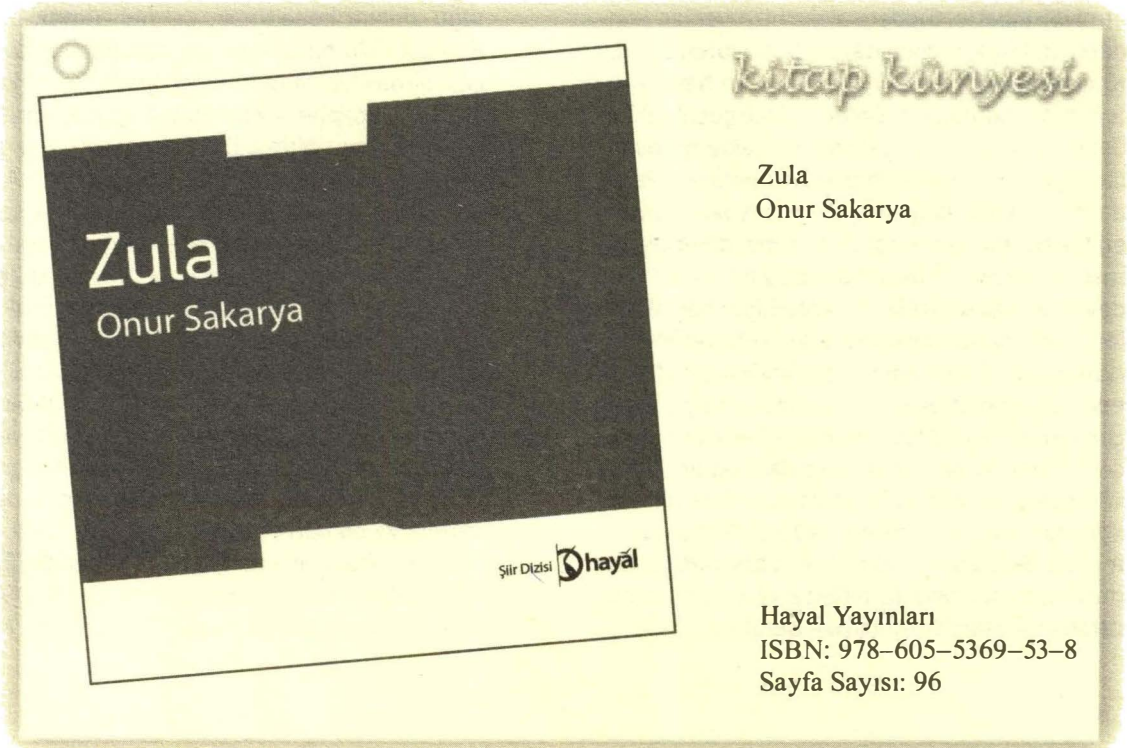 kitap künyesi
Zula
Onur Sakarya
Zula
Onur Sakarya
Şiir Dizisi hayâl
Hayal Yayınları
ISBN: 978–605–5369–53–8
Sayfa Sayısı: 96